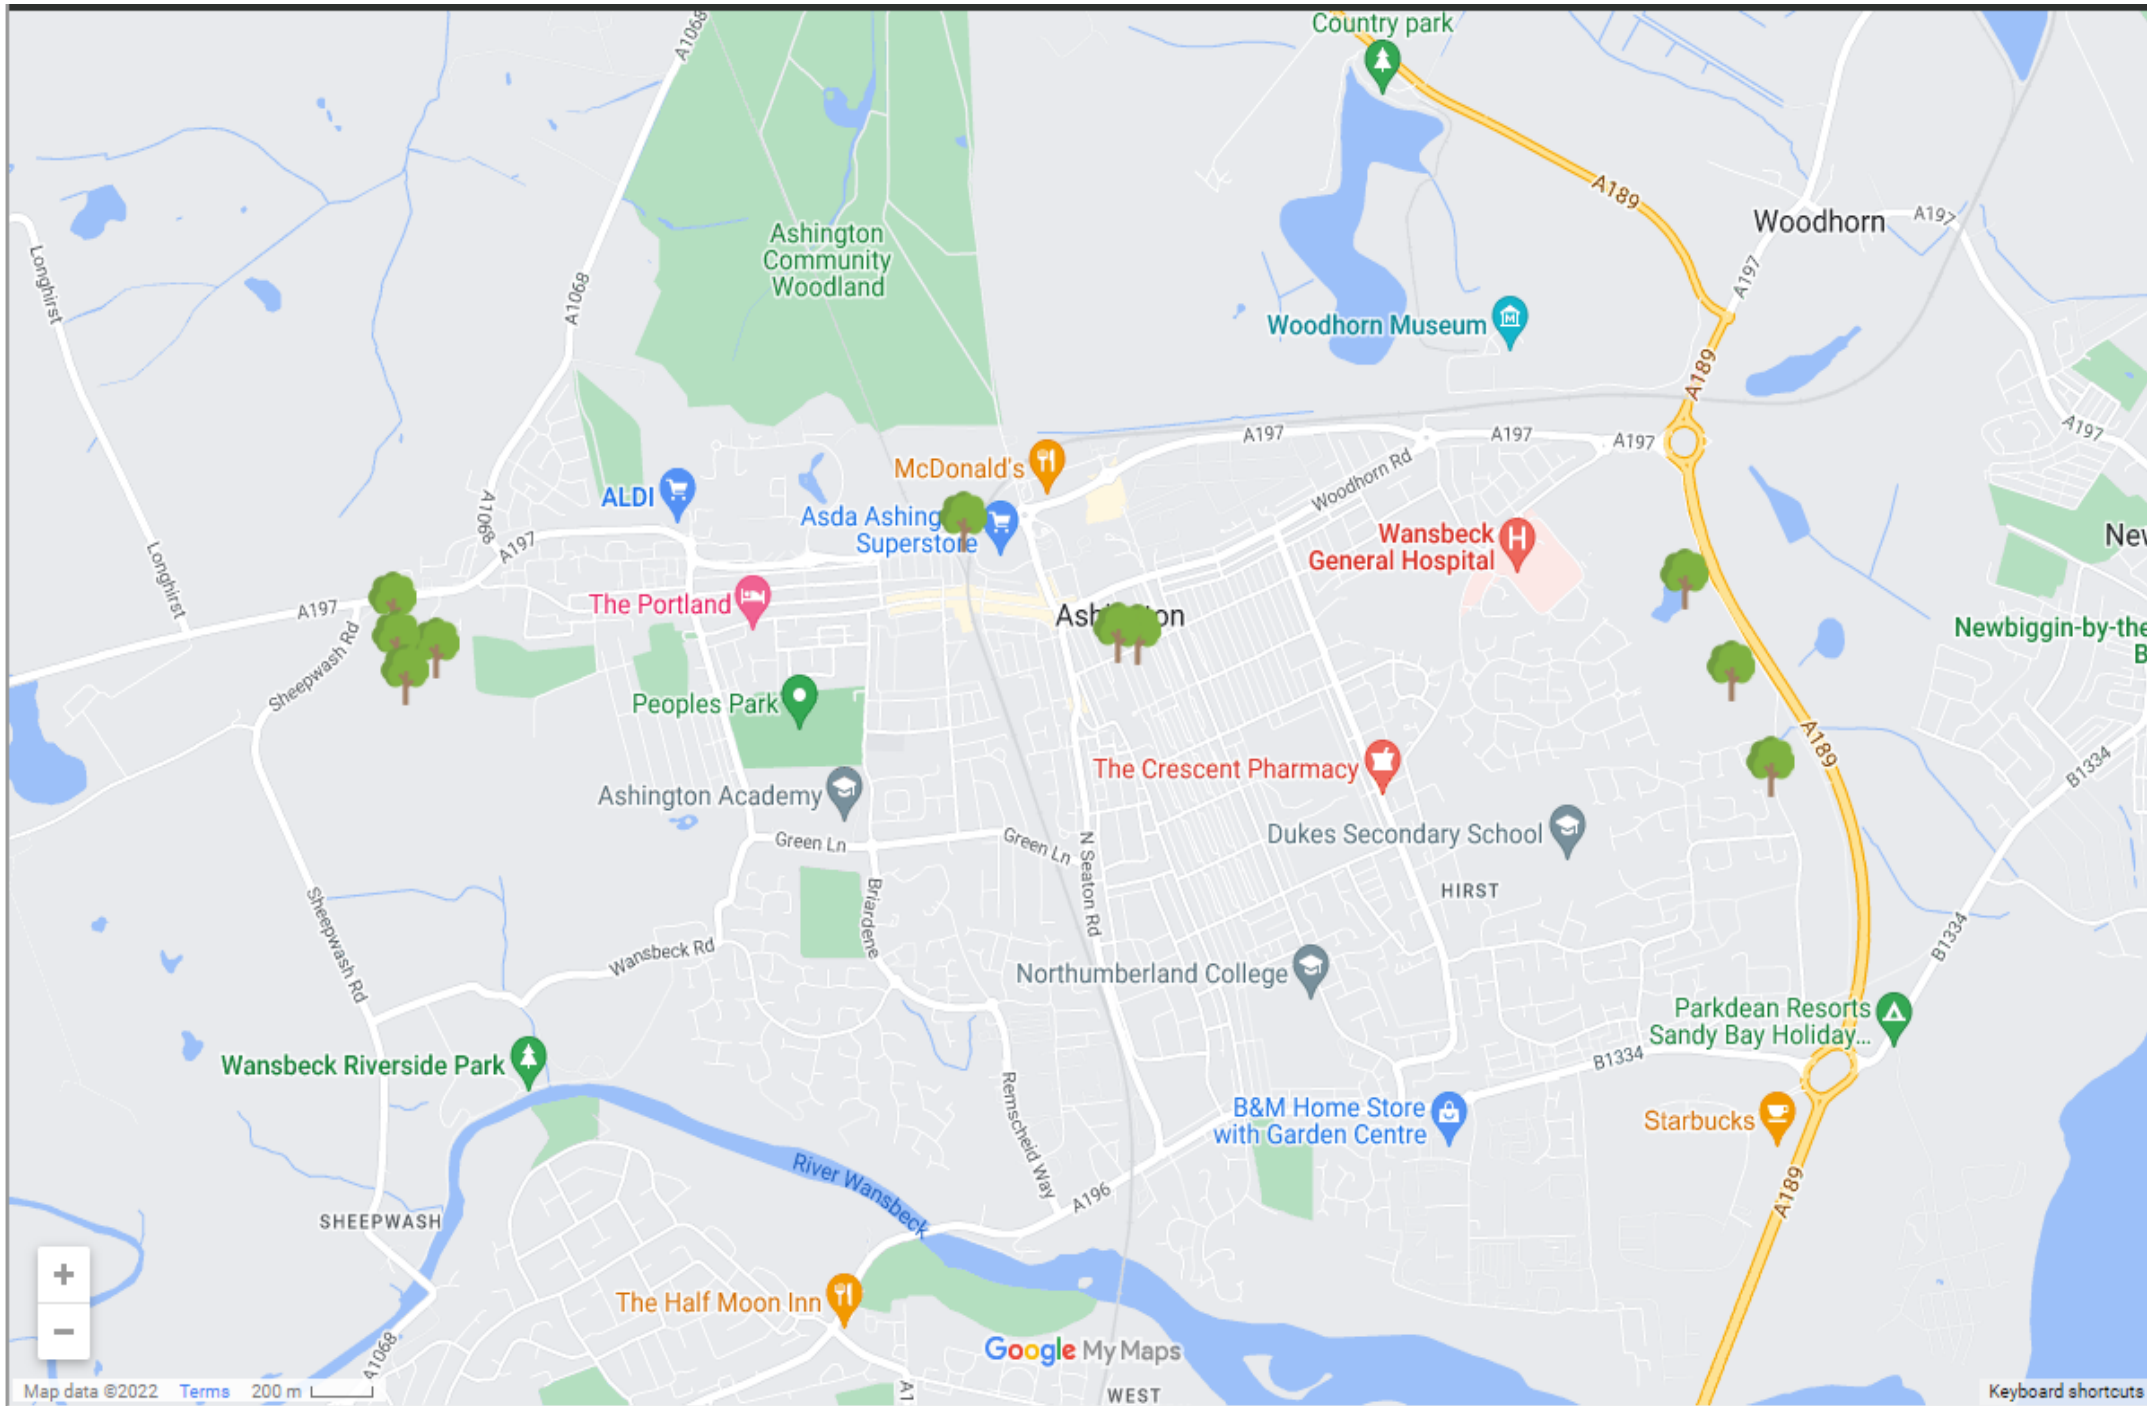 Country park
A1068
A189
Woodhorn
A197
Longhirst
Ashington
Community
Woodland
A197
A1068
Woodhorn Museum
A189
A197
A197
A197
A197
McDonald's
Woodhorn Rd
ALDI
A1068
Asda Ashing
Superstore
Wansbeck
General Hospital
A197
Longhirst
The Portland
A197
Sheepwash Rd
Newbiggin-by-the
Peoples Park
A189
The Crescent Pharmacy
B1334
Ashington Academy
Green Ln
Green Ln
N Seaton Rd
Dukes Secondary School
HIRST
Briardene
Sheepwash Rd
Wansbeck Rd
B1334
Northumberland College
Parkdean Resorts
Sandy Bay Holiday...
Wansbeck Riverside Park
B1334
Remscheid Way
B&M Home Store
with Garden Centre
Starbucks
River Wansbeck
A196
A189
SHEEPWASH
The Half Moon Inn
A1068
Google My Maps
A1
WEST
Map data ©2022 Terms 200 m
Keyboard shortcuts